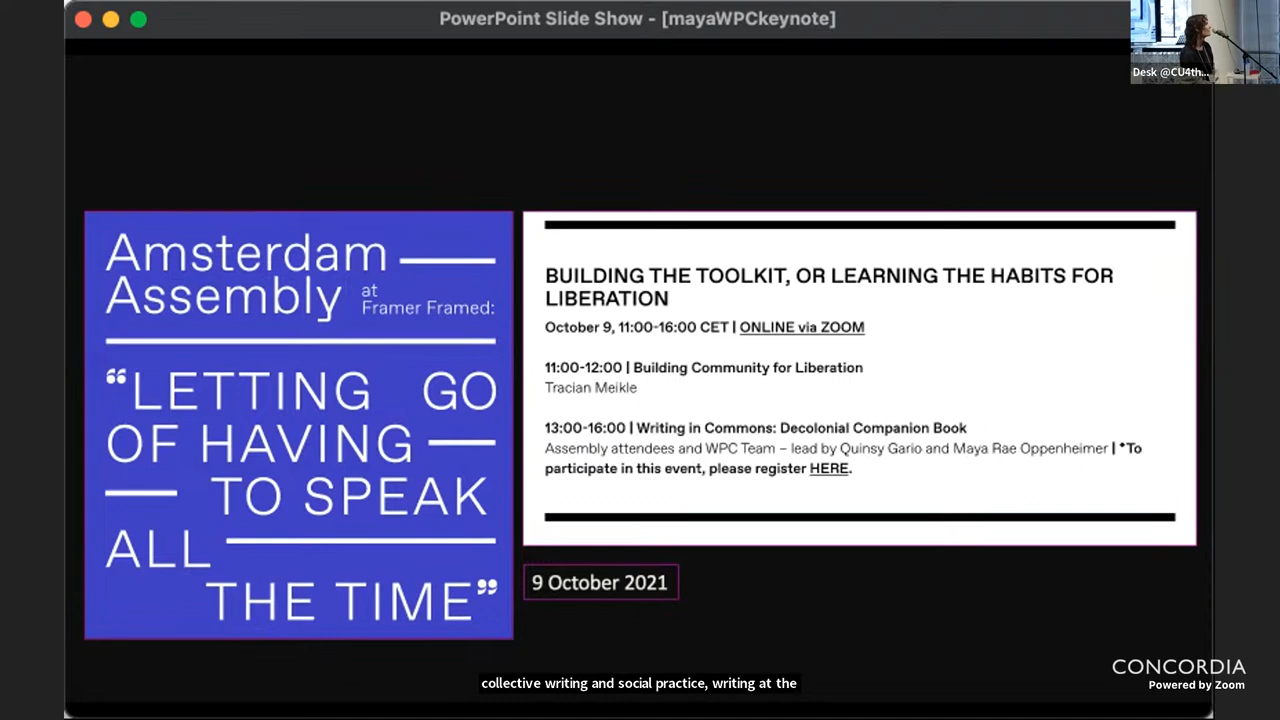 PowerPoint Slide Show - [mayaWPCkeynote]
Desk @CU4th...
Amsterdam
Assembly at
Framer Framed:
“LETTING GO
OF HAVING
TO SPEAK
ALL
THE TIME”
BUILDING THE TOOLKIT, OR LEARNING THE HABITS FOR
LIBERATION
October 9, 11:00-16:00 CET | ONLINE via ZOOM
11:00-12:00 | Building Community for Liberation
Tracian Meikle
13:00-16:00 | Writing in Commons: Decolonial Companion Book
Assembly attendees and WPC Team – lead by Quinsy Gario and Maya Rae Oppenheimer | *To
participate in this event, please register HERE.
9 October 2021
CONCORDIA
Powered by Zoom
collective writing and social practice, writing at the